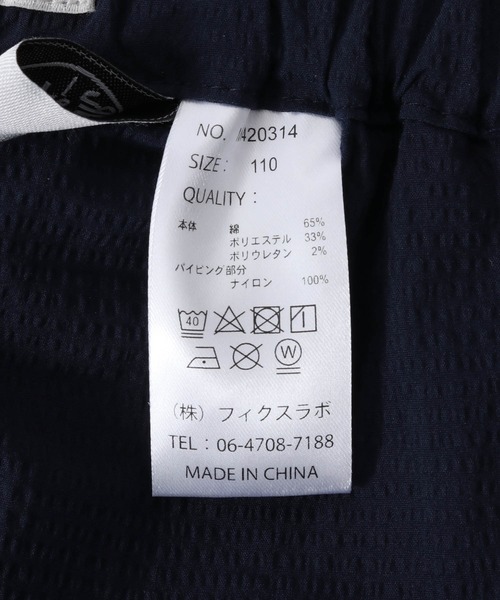 NO. 420314
SIZE: 110
QUALITY:
本体 綿 65%
ポリエステル 33%
ポリウレタン 2%
パイピング部分
ナイロン 100%
40
W
(株) フィクスラボ
TEL : 06-4708-7188
MADE IN CHINA